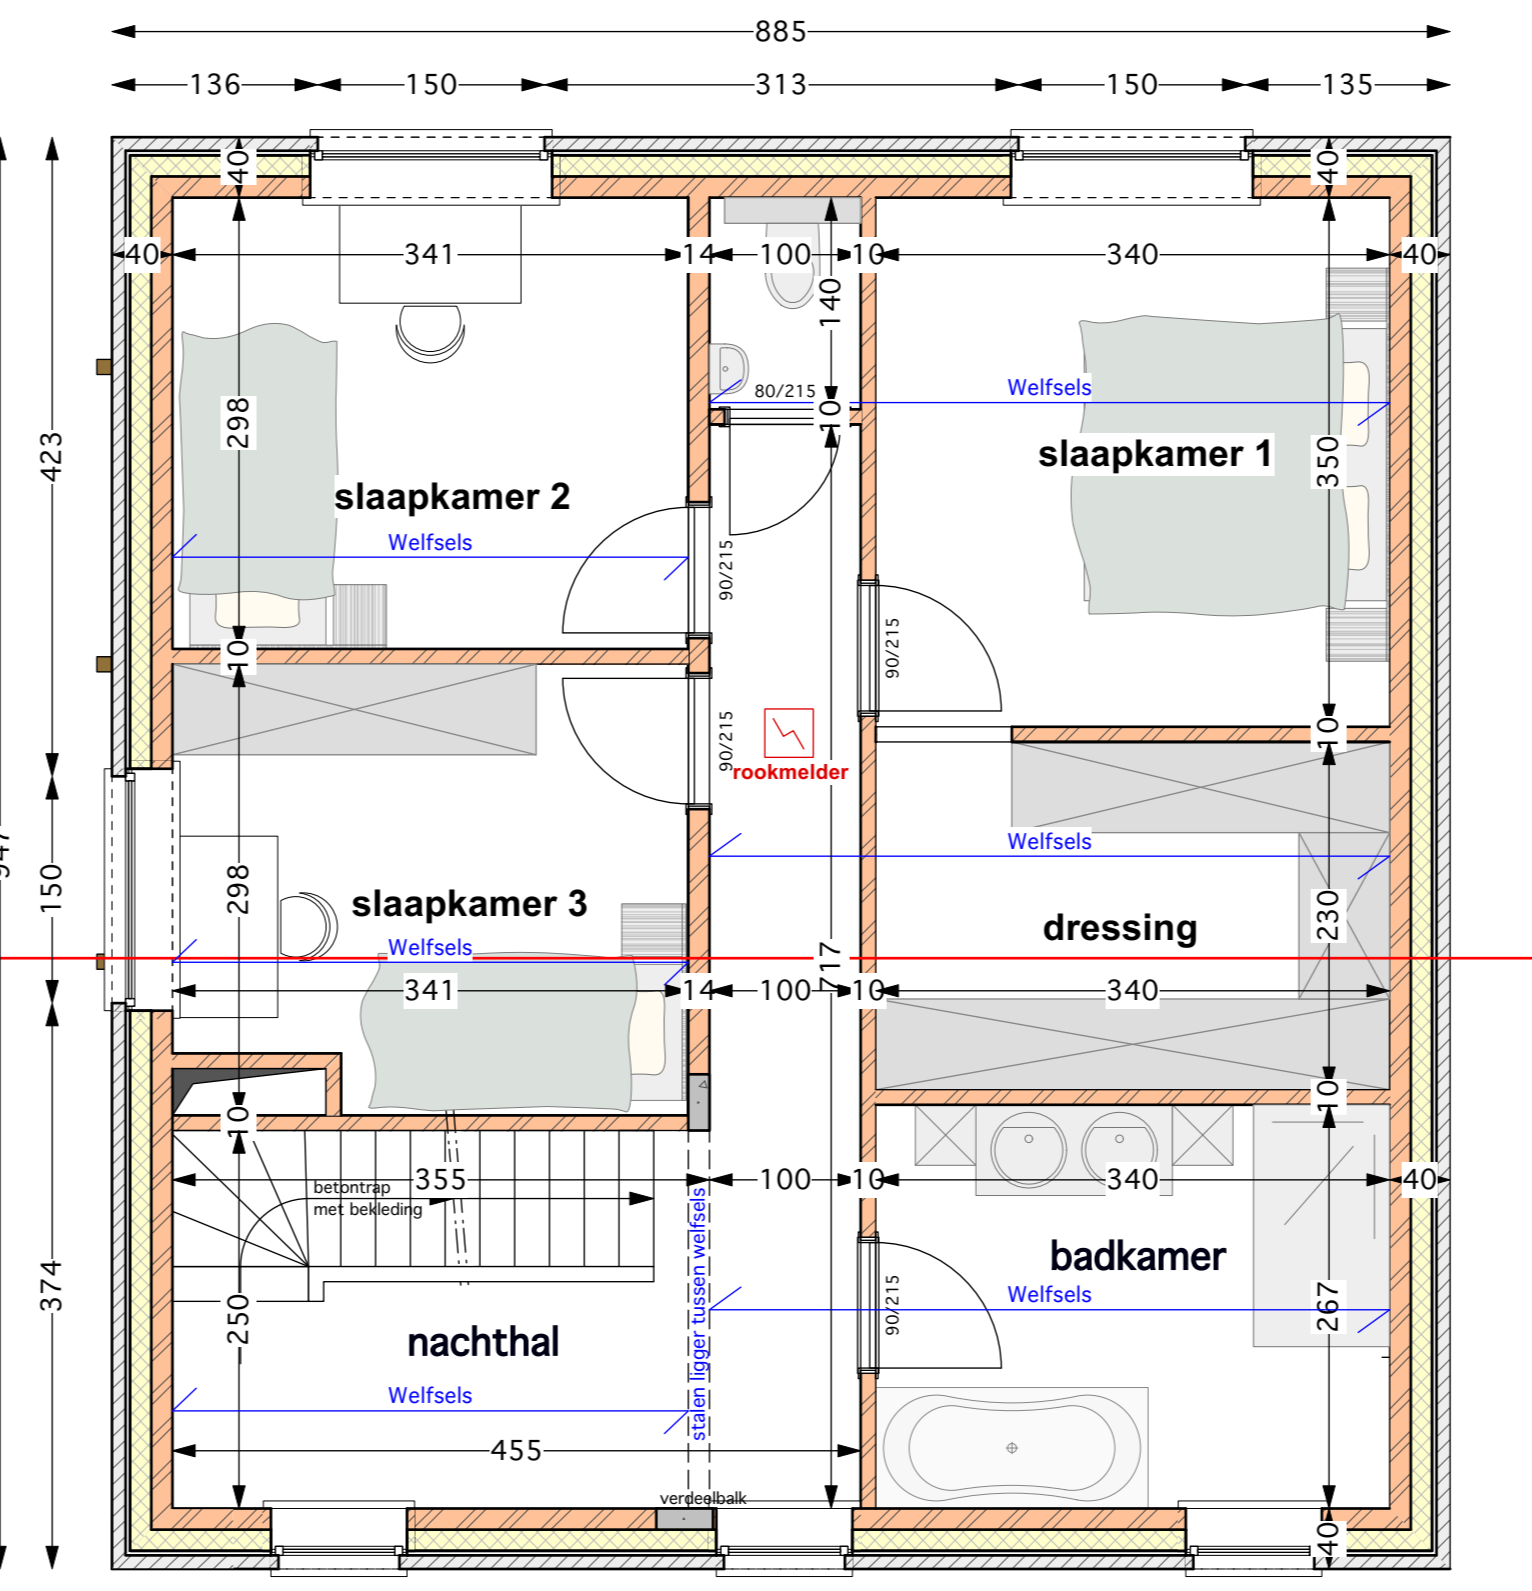 885
136 150 313 150 135
40 40
40 341 14 100 10 340 40
140
80/215
10
Welfsels
423
298
slaapkamer 1
350
slaapkamer 2
Welfsels
90/215
90/215
10
90/215
10
rookmelder
Welfsels
947
150
298
slaapkamer 3
230
dressing
Welfsels
717
341 14 100 10 340
10
10
355 100 10 340 40
betontrap
met bekleding
stalen ligger tussen welfsels
374
250
nachthal
badkamer
90/215
Welfsels
267
Welfsels
455
verdeelbalk
40